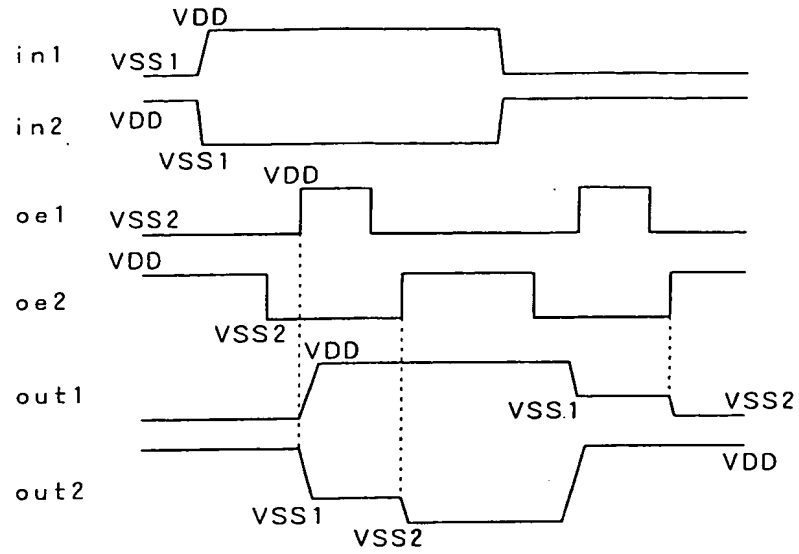 VDD
in1
VSS1
VDD
in2
VSS1
VDD
oe1
VSS2
VDD
oe2
VSS2
VDD
out1
VSS1
VSS2
VDD
out2
VSS1
VSS2